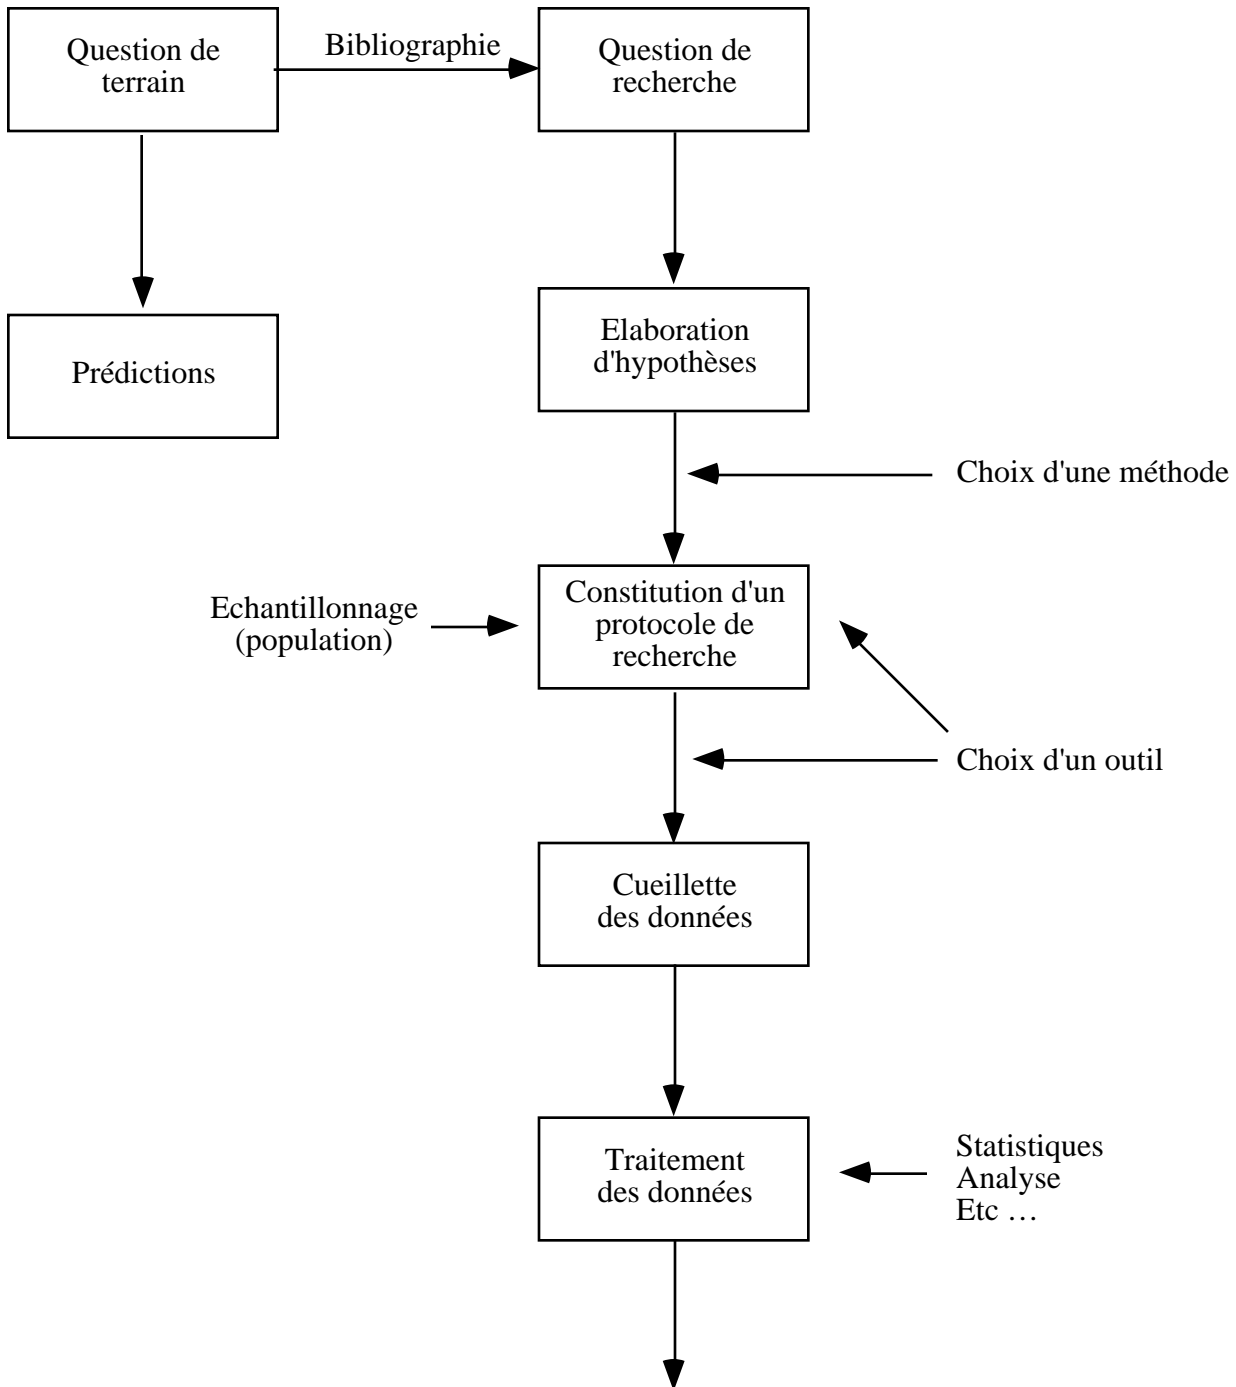 Question de
terrain
Bibliographie
Question de
recherche
Prédictions
Elaboration
d'hypothèses
Choix d'une méthode
Echantillonnage
(population)
Constitution d'un
protocole de
recherche
Choix d'un outil
Cueillette
des données
Traitement
des données
Statistiques
Analyse
Etc …